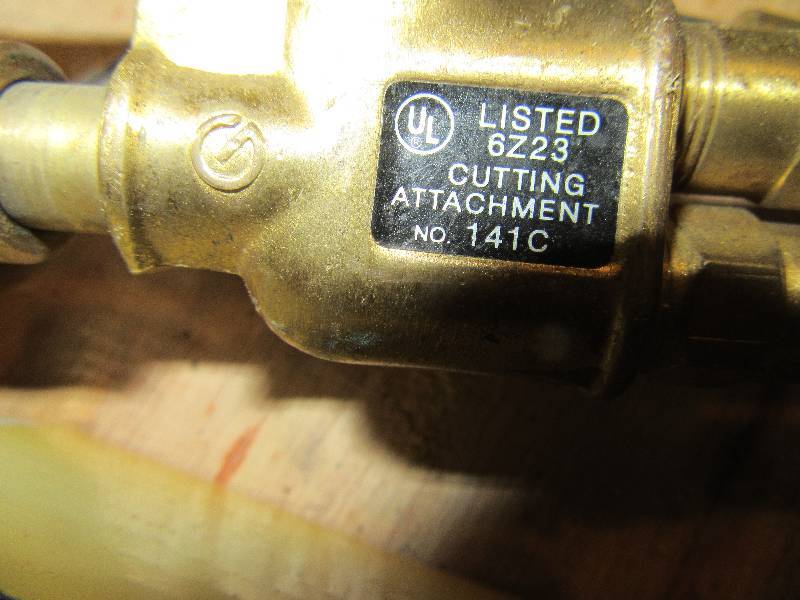 UL LISTED
6Z23
CUTTING
ATTACHMENT
NO. 141C
G